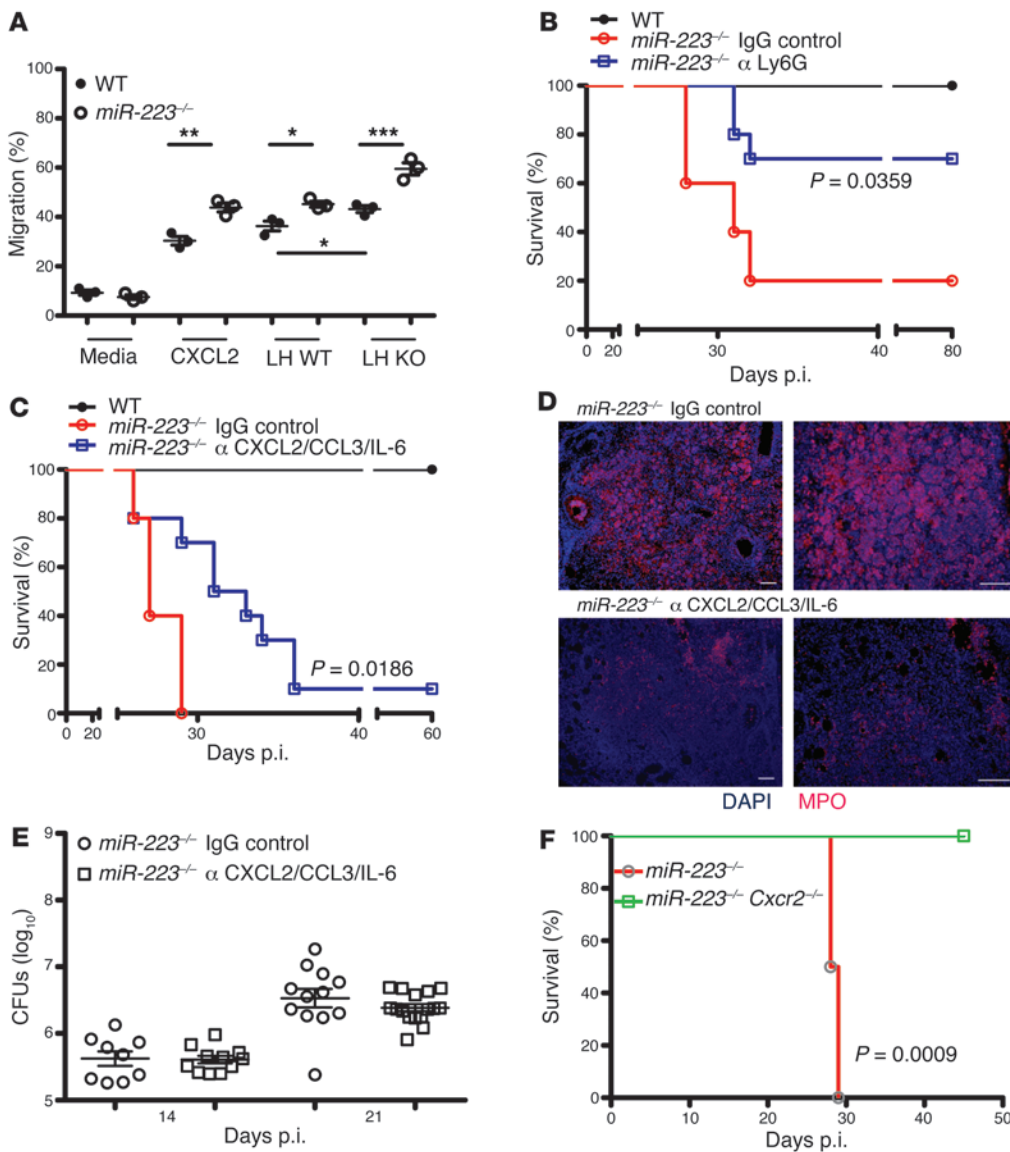 A
WT
miR-223–/–
Migration (%)
100
80
60
40
20
0
**
*
***
*
Media
CXCL2
LH WT
LH KO
B
WT
miR-223–/– IgG control
miR-223–/– α Ly6G
Survival (%)
100
80
60
40
20
0
P = 0.0359
0 20 30 40 80
Days p.i.
C
WT
miR-223–/– IgG control
miR-223–/– α CXCL2/CCL3/IL-6
Survival (%)
100
80
60
40
20
0
P = 0.0186
0 20 30 40 60
Days p.i.
D
miR-223–/– IgG control
miR-223–/– α CXCL2/CCL3/IL-6
DAPI MPO
E
miR-223–/– IgG control
miR-223–/– α CXCL2/CCL3/IL-6
CFUs (log10)
9
8
7
6
5
14 21
Days p.i.
F
miR-223–/–
miR-223–/– Cxcr2–/–
Survival (%)
100
80
60
40
20
0
P = 0.0009
0 10 20 30 40 50
Days p.i.